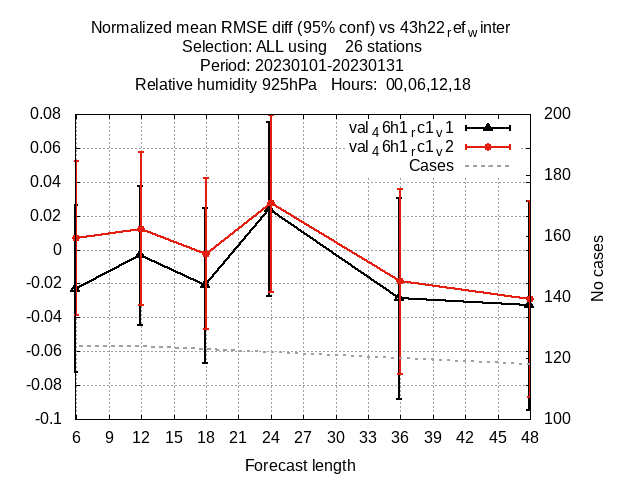 Normalized mean RMSE diff (95% conf) vs 43h22refwinter
Selection: ALL using 26 stations
Period: 20230101-20230131
Relative humidity 925hPa Hours: 00,06,12,18
val46h1rc1v1
val46h1rc1v2
Cases
0.08
0.06
0.04
0.02
0
-0.02
-0.04
-0.06
-0.08
-0.1
200
180
160
140
120
100
No cases
6 9 12 15 18 21 24 27 30 33 36 39 42 45 48
Forecast length